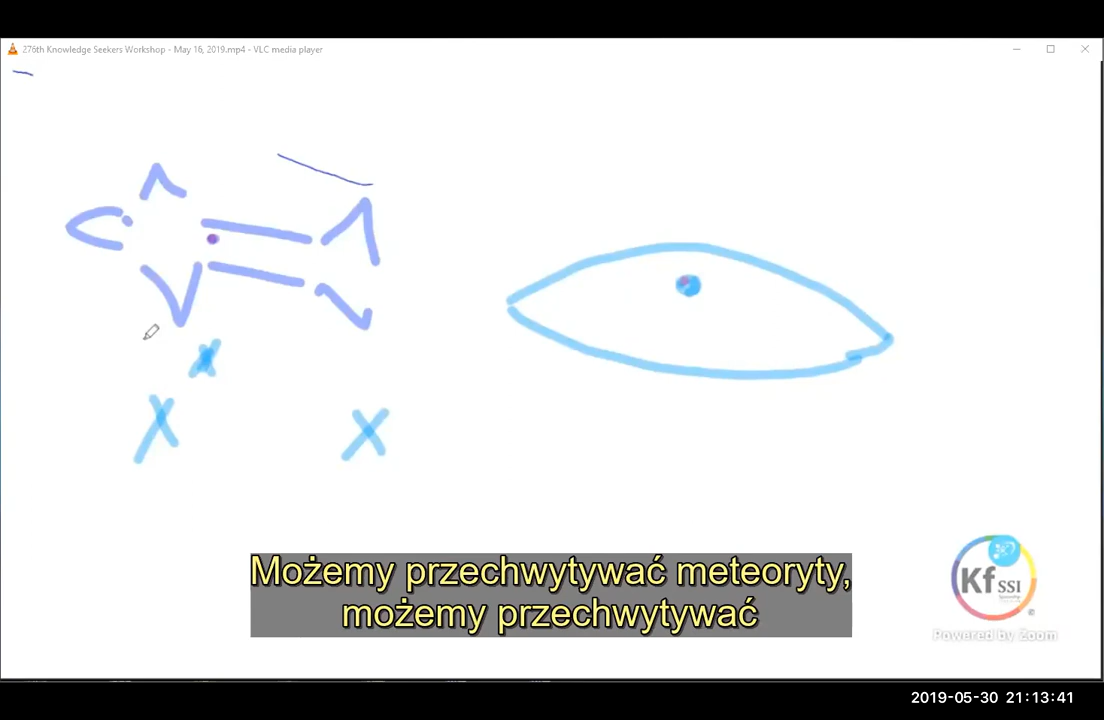 276th Knowledge Seekers Workshop - May 16, 2019.mp4 - VLC media player
X
X X
Możemy przechwytywać meteoryty,
możemy przechwytywać
Kf SSI
Powered by Zoom
2019-05-30 21:13:41